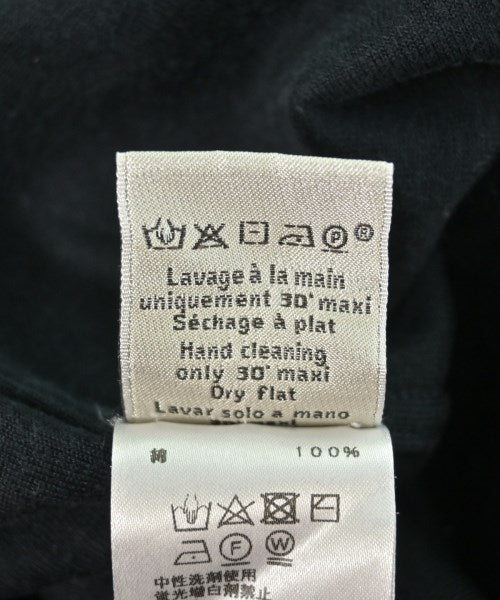 Lavage à la main
uniquement 30° maxi
Séchage à plat
Hand cleaning
only 30° maxi
Dry flat
Lavar solo a mano
綿 100%
中性洗剤使用
蛍光増白剤禁止